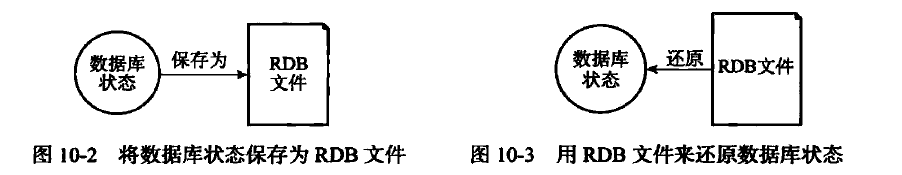 数据库
状态
保存为
RDB
文件
图 10-2 将数据库状态保存为 RDB 文件
数据库
状态
还原
RDB文件
图 10-3 用 RDB 文件来还原数据库状态